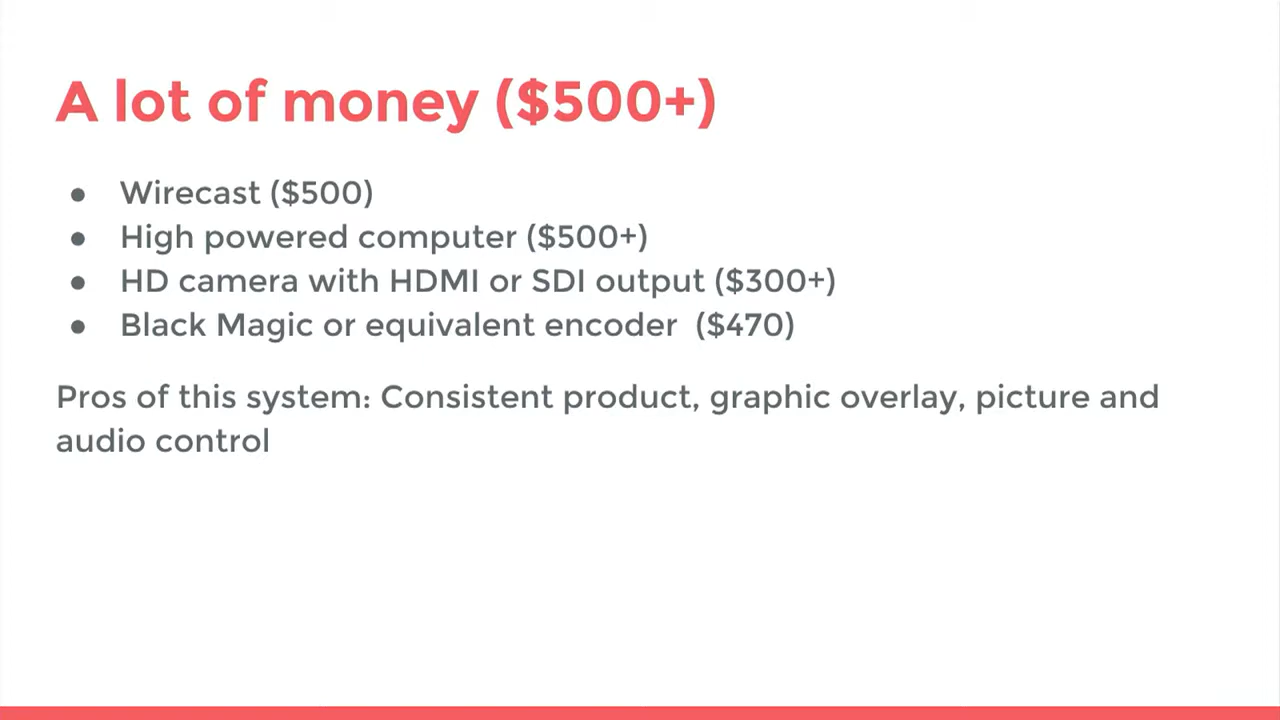 A lot of money ($500+)
● Wirecast ($500)
● High powered computer ($500+)
● HD camera with HDMI or SDI output ($300+)
● Black Magic or equivalent encoder  ($470)
Pros of this system: Consistent product, graphic overlay, picture and
audio control